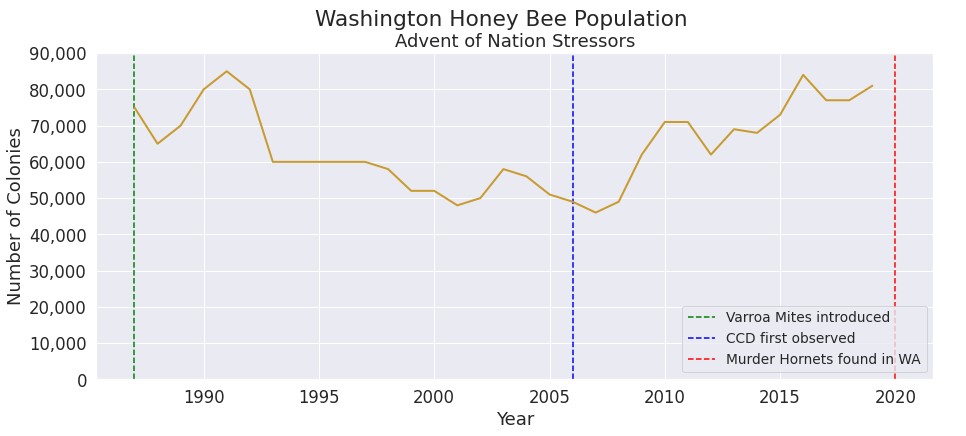 Washington Honey Bee Population
Advent of Nation Stressors
90,000
80,000
70,000
60,000
50,000
40,000
30,000
20,000
10,000
0
Number of Colonies
Varroa Mites introduced
CCD first observed
Murder Hornets found in WA
1990 1995 2000 2005 2010 2015 2020
Year